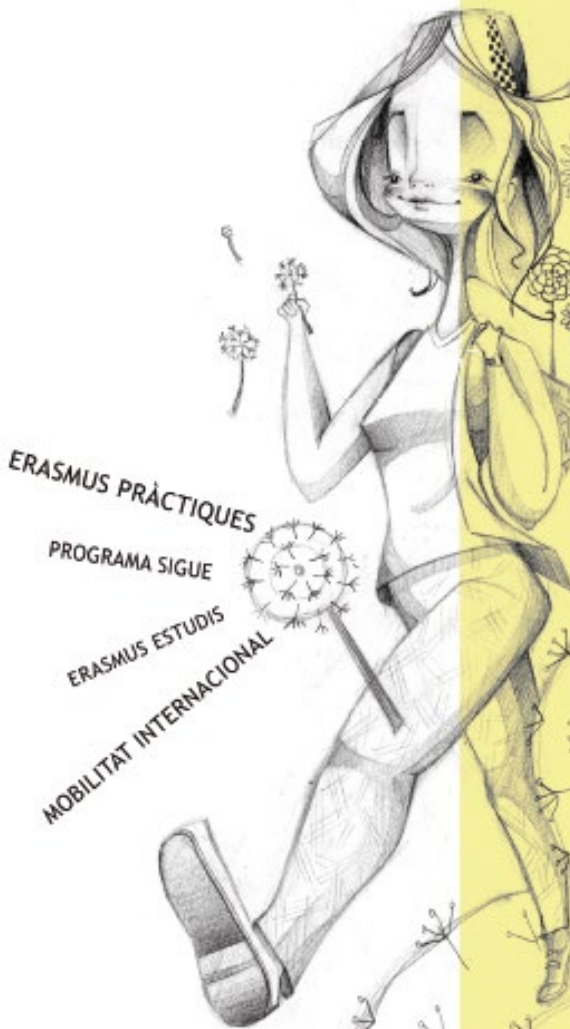 ERASMUS PRÀCTIQUES
PROGRAMA SIGUE
ERASMUS ESTUDIS
MOBILITAT INTERNACIONAL